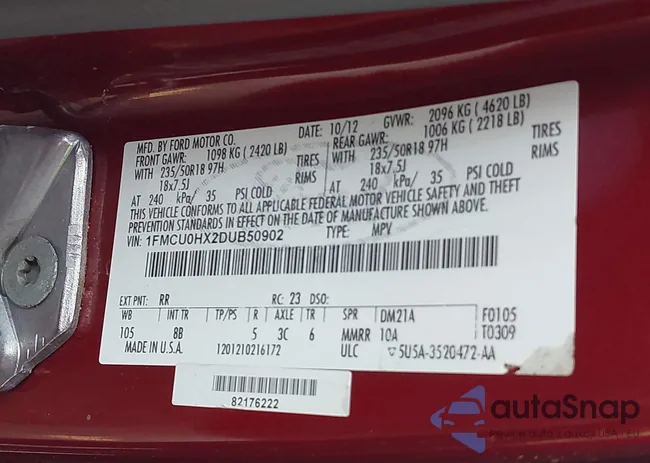 MFD. BY FORD MOTOR CO.
DATE: 10/12 GVWR: 2096 KG ( 4620 LB)
FRONT GAWR: 1098 KG ( 2420 LB)
REAR GAWR: 1006 KG ( 2218 LB)
WITH 235/50R18 97H TIRES
WITH 235/50R18 97H TIRES
18x7.5J RIMS
18x7.5J RIMS
AT 240 kPa/ 35 PSI COLD
AT 240 kPa/ 35 PSI COLD
THIS VEHICLE CONFORMS TO ALL APPLICABLE FEDERAL MOTOR VEHICLE SAFETY AND THEFT
PREVENTION STANDARDS IN EFFECT ON THE DATE OF MANUFACTURE SHOWN ABOVE.
VIN: 1FMCU0HX2DUB50902 TYPE: MPV
EXT PNT: RR RC: 23 DSO:
WB INT TR TP/PS R AXLE TR SPR DM21A F0105
105 8B 5 3C 6 MMRR 10A T0309
MADE IN U.S.A. 1201210216172 ULC 5U5A-3520472-AA
82176222
autaSnap